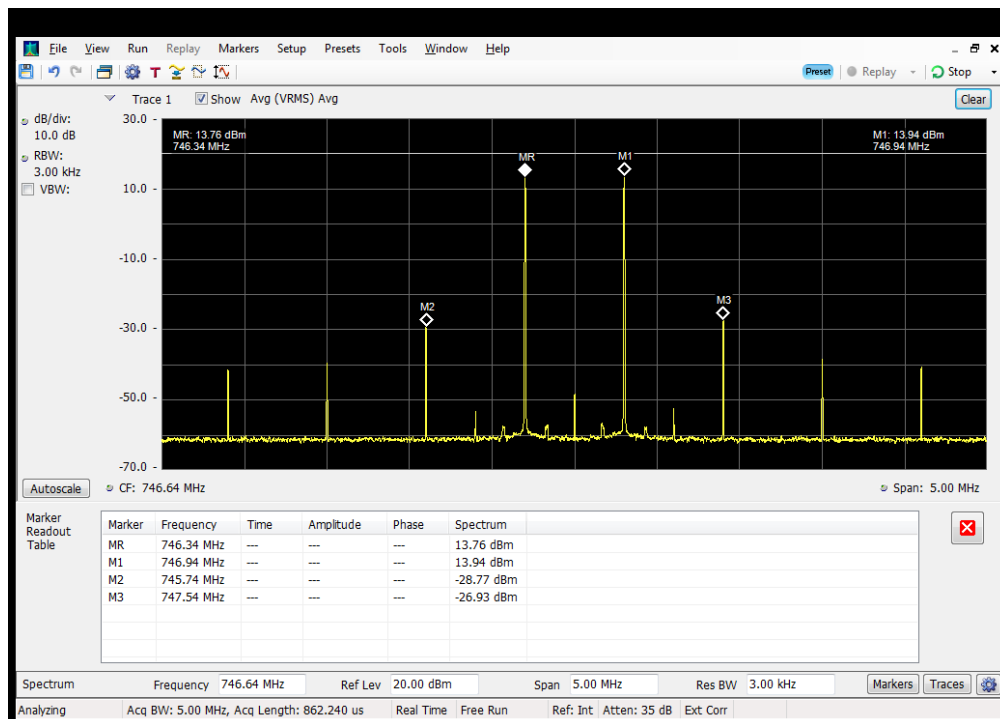 File View Run Replay Markers Setup Presets Tools Window Help
T Preset Replay Stop
Trace 1 Show Avg (VRMS) Avg Clear
dB/div:
10.0 dB
RBW:
3.00 kHz
VBW:
30.0 -
10.0 -
-10.0 -
-30.0 -
-50.0 -
-70.0 -
MR: 13.76 dBm
746.34 MHz
M1: 13.94 dBm
746.94 MHz
MR
M1
M2
M3
Autoscale CF: 746.64 MHz Span: 5.00 MHz
Marker
Readout
Table
Marker Frequency Time Amplitude Phase Spectrum
MR 746.34 MHz --- --- --- 13.76 dBm
M1 746.94 MHz --- --- --- 13.94 dBm
M2 745.74 MHz --- --- --- -28.77 dBm
M3 747.54 MHz --- --- --- -26.93 dBm
Spectrum Frequency 746.64 MHz Ref Lev 20.00 dBm Span 5.00 MHz Res BW 3.00 kHz Markers Traces
Analyzing Acq BW: 5.00 MHz, Acq Length: 862.240 us Real Time Free Run Ref: Int Atten: 35 dB Ext Corr